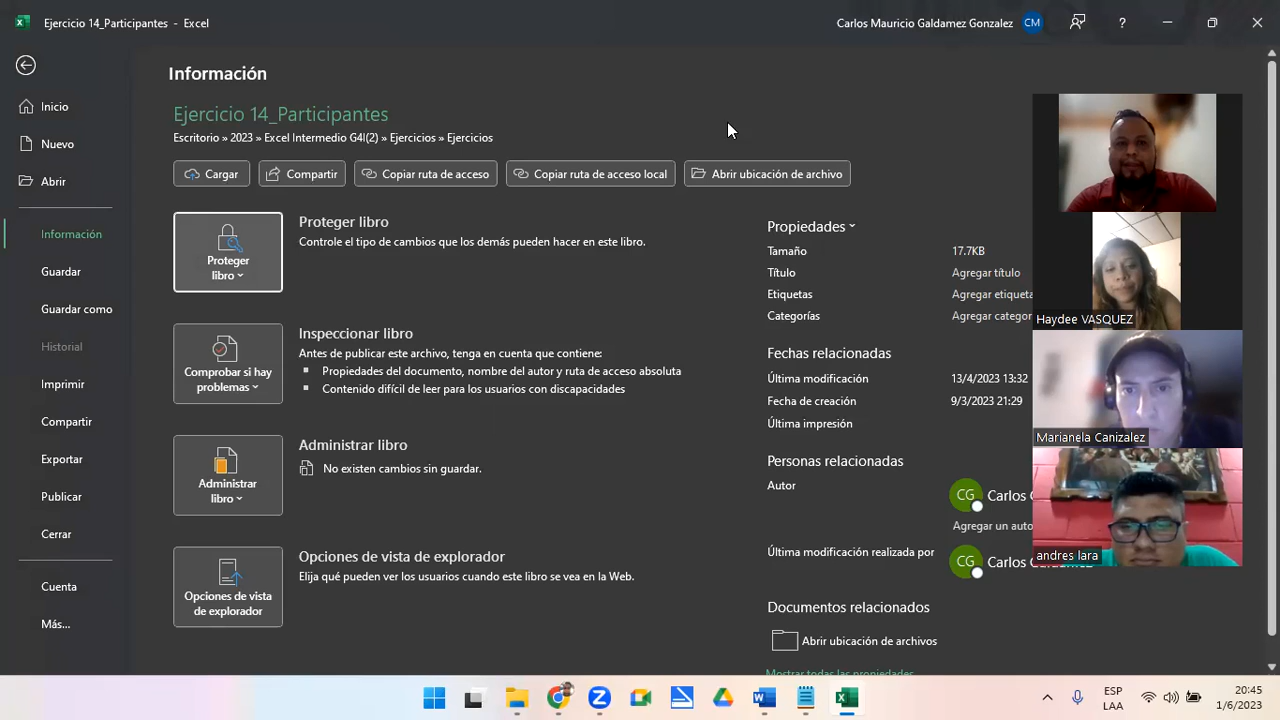 Ejercicio 14_Participantes - Excel
Carlos Mauricio Galdamez Gonzalez
CM
?
Información
Inicio
Nuevo
Abrir
Información
Guardar
Guardar como
Historial
Imprimir
Compartir
Exportar
Publicar
Cerrar
Cuenta
Más...
Ejercicio 14_Participantes
Escritorio » 2023 » Excel Intermedio G4I(2) » Ejercicios » Ejercicios
Cargar
Compartir
Copiar ruta de acceso
Copiar ruta de acceso local
Abrir ubicación de archivo
Proteger
libro
Proteger libro
Controle el tipo de cambios que los demás pueden hacer en este libro.
Comprobar si hay
problemas
Inspeccionar libro
Antes de publicar este archivo, tenga en cuenta que contiene:
Propiedades del documento, nombre del autor y ruta de acceso absoluta
Contenido difícil de leer para los usuarios con discapacidades
Administrar
libro
Administrar libro
No existen cambios sin guardar.
Opciones de vista
de explorador
Opciones de vista de explorador
Elija qué pueden ver los usuarios cuando este libro se vea en la Web.
Propiedades
Tamaño 17.7KB
Título Agregar título
Etiquetas Agregar etiqueta
Categorías Agregar categor
Fechas relacionadas
Última modificación 13/4/2023 13:32
Fecha de creación 9/3/2023 21:29
Última impresión
Personas relacionadas
Autor
CG Carlos
Agregar un auto
Última modificación realizada por
CG Carlos
Documentos relacionados
Abrir ubicación de archivos
Mostrar todas las propiedades
Haydee VASQUEZ
Marianela Canizalez
andres lara
ESP
LAA
20:45
1/6/2023